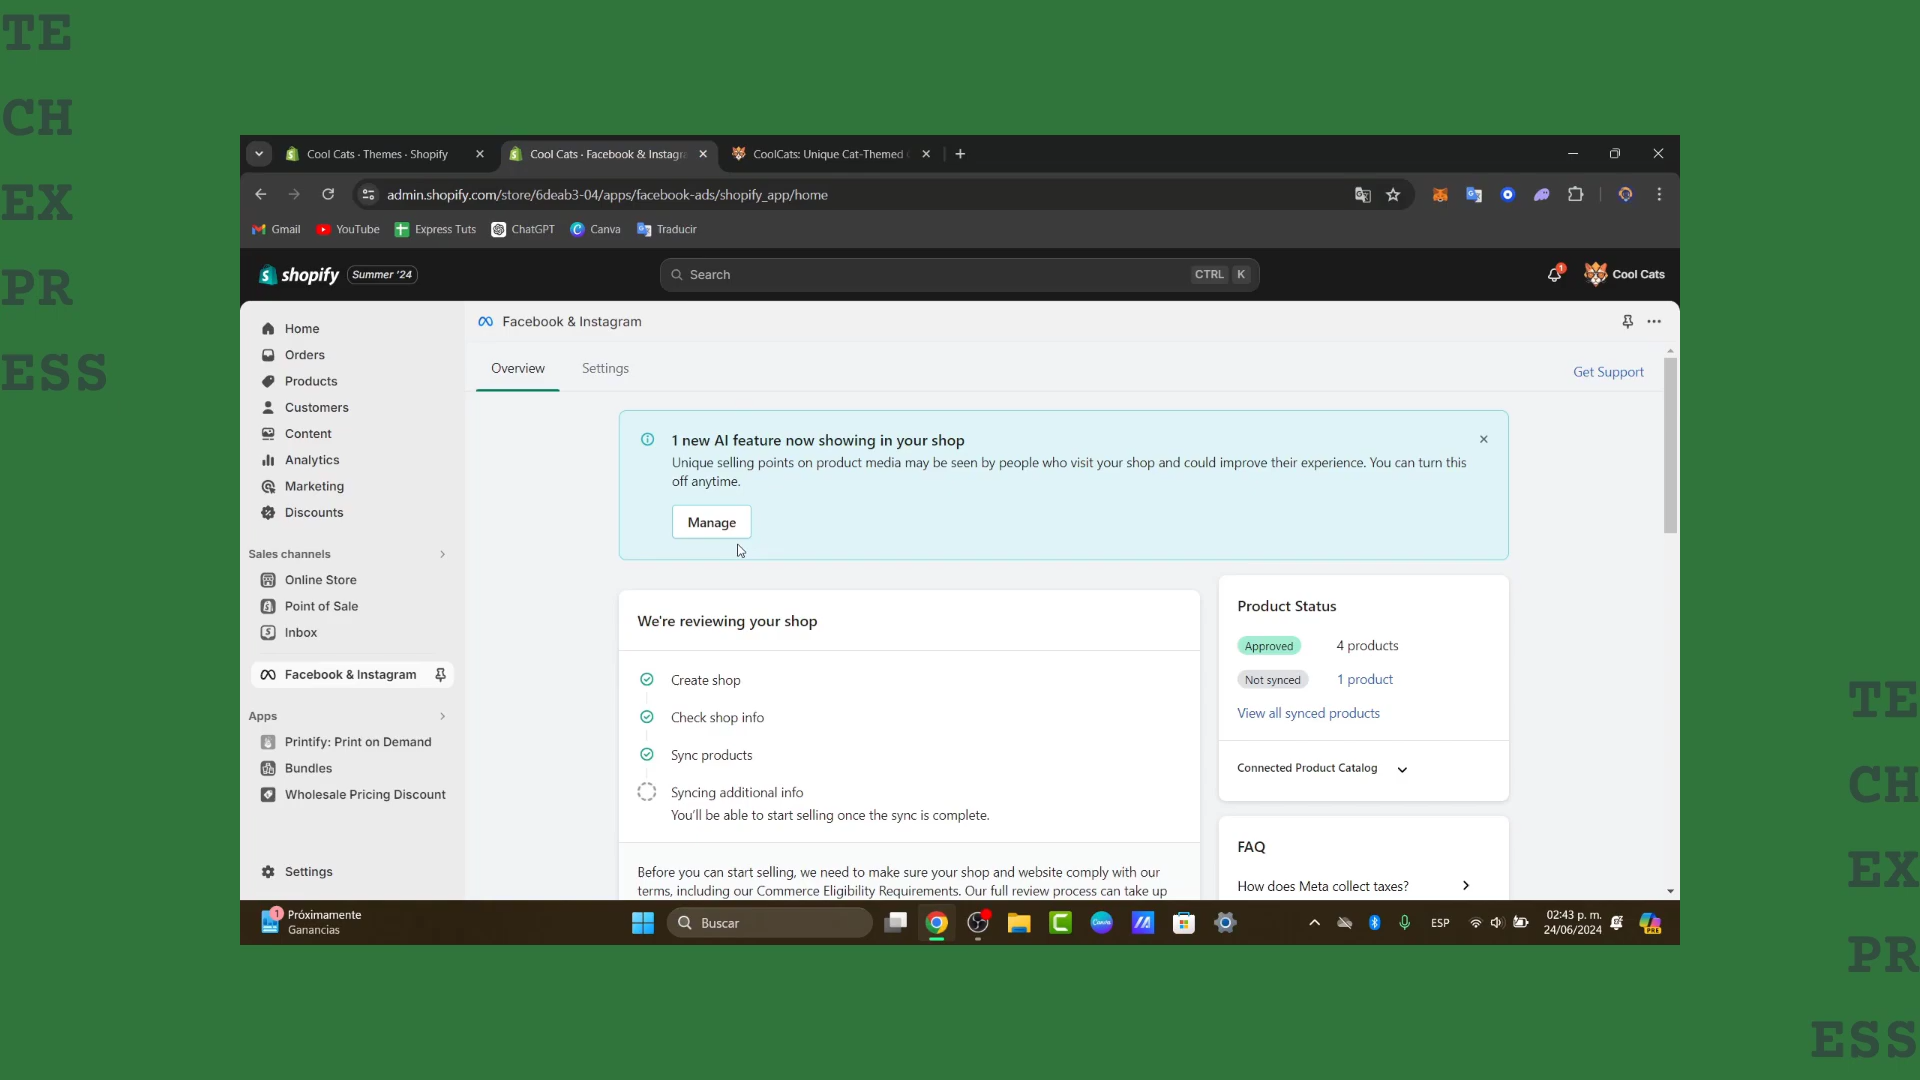 TE
CH
EX
PR
ESS
Cool Cats · Themes · Shopify
Cool Cats · Facebook & Instagra
CoolCats: Unique Cat-Themed
admin.shopify.com/store/6deab3-04/apps/facebook-ads/shopify_app/home
Gmail
YouTube
Express Tuts
ChatGPT
Canva
Traducir
shopify
Summer '24
Search
CTRL
K
1
Cool Cats
Home
Orders
Products
Customers
Content
Analytics
Marketing
Discounts
Sales channels
Online Store
Point of Sale
Inbox
Facebook & Instagram
Apps
Printify: Print on Demand
Bundles
Wholesale Pricing Discount
Settings
Facebook & Instagram
Overview
Settings
Get Support
1 new AI feature now showing in your shop
Unique selling points on product media may be seen by people who visit your shop and could improve their experience. You can turn this
off anytime.
Manage
We're reviewing your shop
Create shop
Check shop info
Sync products
Syncing additional info
You'll be able to start selling once the sync is complete.
Before you can start selling, we need to make sure your shop and website comply with our
terms, including our Commerce Eligibility Requirements. Our full review process can take up
Product Status
Approved
4 products
Not synced
1 product
View all synced products
Connected Product Catalog
FAQ
How does Meta collect taxes?
1
Próximamente
Ganancias
Buscar
Canva
ESP
02:43 p. m.
24/06/2024
PRE
TE
CH
EX
PR
ESS